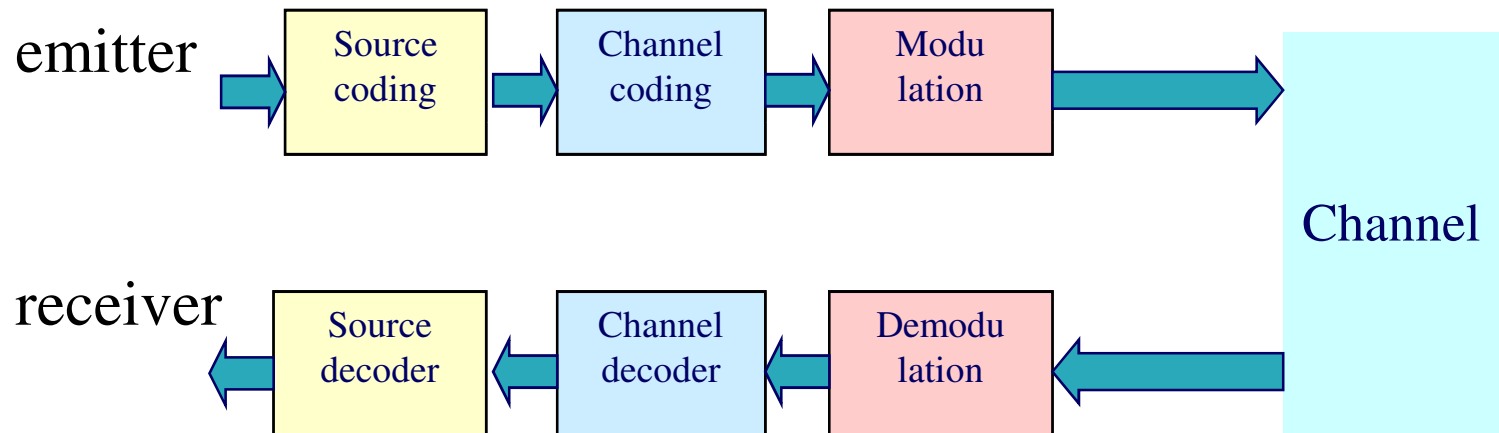 emitter
Source
coding
Channel
coding
Modu
lation
Channel
receiver
Source
decoder
Channel
decoder
Demodu
lation